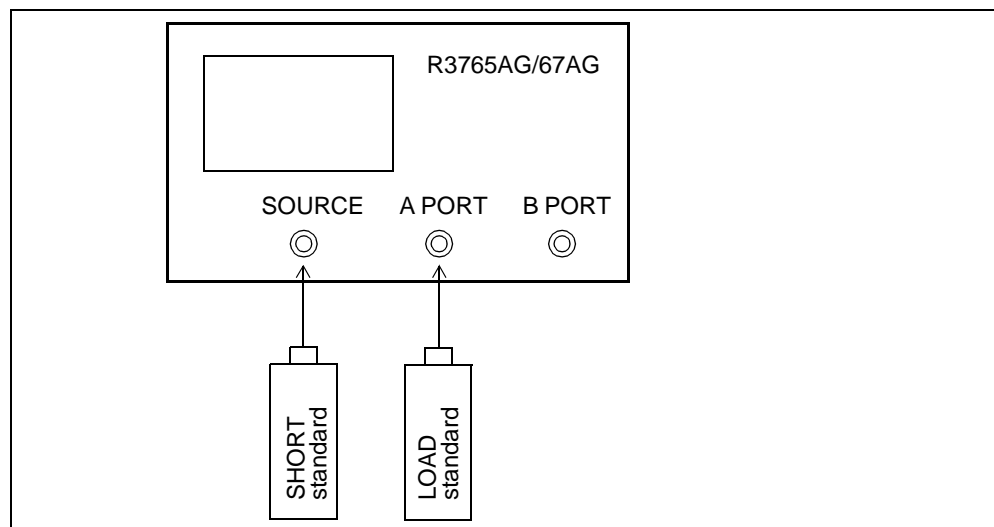 R3765AG/67AG
SOURCE
A PORT
B PORT
SHORT
standard
LOAD
standard